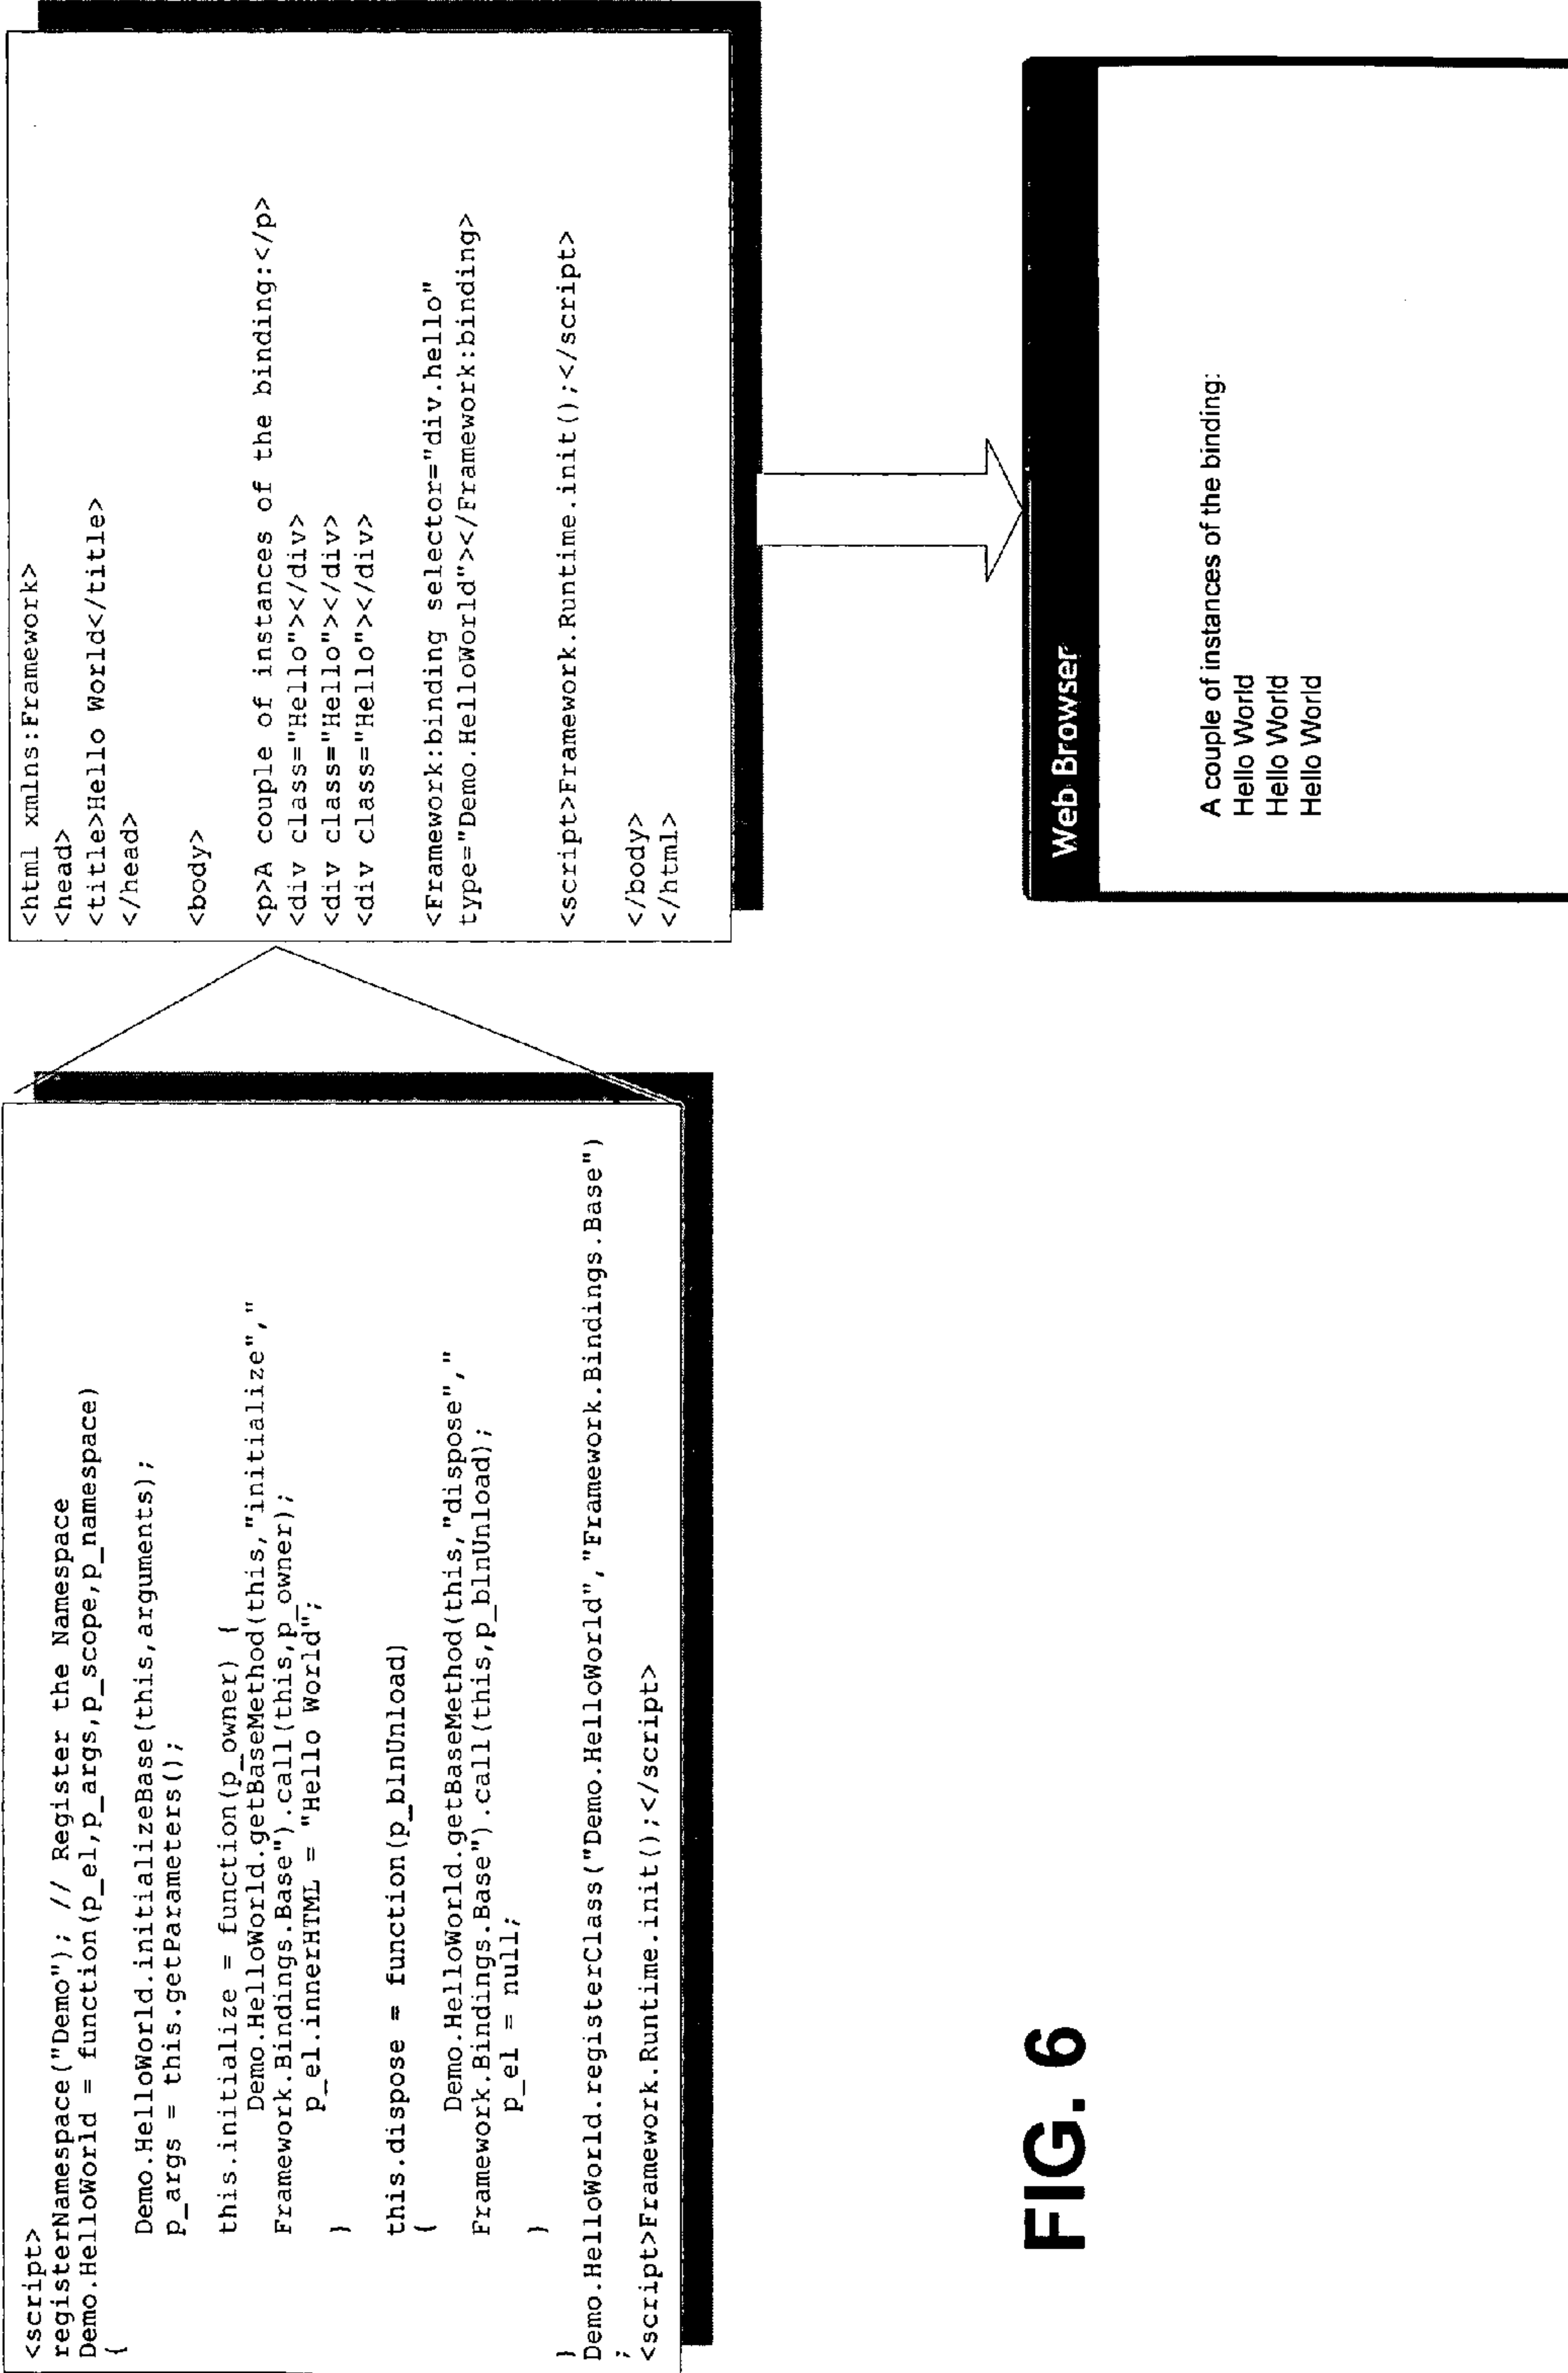 <script>
registerNamespace("Demo"); // Register the Namespace
Demo.HelloWorld = function(p_el,p_args,p_scope,p_namespace)
{
Demo.HelloWorld.initializeBase(this,arguments);
p_args = this.getParameters();
this.initialize = function(p_owner) {
Demo.HelloWorld.getBaseMethod(this,"initialize","
Framework.Bindings.Base").call(this,p_owner);
p_el.innerHTML = "Hello World";
}
this.dispose = function(p_blnUnload)
{
Demo.HelloWorld.getBaseMethod(this,"dispose","
Framework.Bindings.Base").call(this,p_blnUnload);
p_el = null;
}
}
Demo.HelloWorld.registerClass("Demo.HelloWorld","Framework.Bindings.Base")
;
<script>Framework.Runtime.init();</script>
<html xmlns:Framework>
<head>
<title>Hello World</title>
</head>
<body>
<p>A couple of instances of the binding:</p>
<div class="Hello"></div>
<div class="Hello"></div>
<div class="Hello"></div>
<Framework:binding selector="div.hello"
type="Demo.HelloWorld"></Framework:binding>
<script>Framework.Runtime.init();</script>
</body>
</html>
Web Browser
A couple of instances of the binding:
Hello World
Hello World
Hello World
FIG. 6